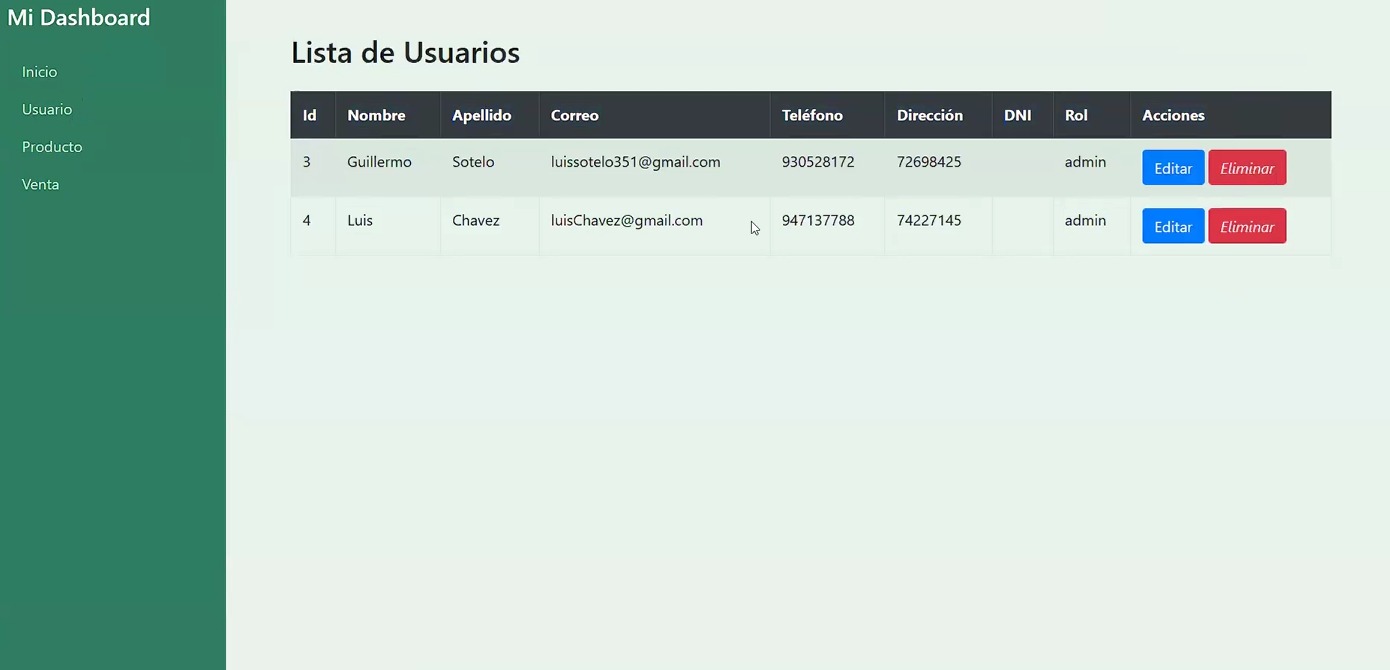 Mi Dashboard
Inicio
Usuario
Producto
Venta
Lista de Usuarios
Id Nombre Apellido Correo Teléfono Dirección DNI Rol Acciones
3 Guillermo Sotelo luissotelo351@gmail.com 930528172 72698425 admin Editar Eliminar
4 Luis Chavez luisChavez@gmail.com 947137788 74227145 admin Editar Eliminar